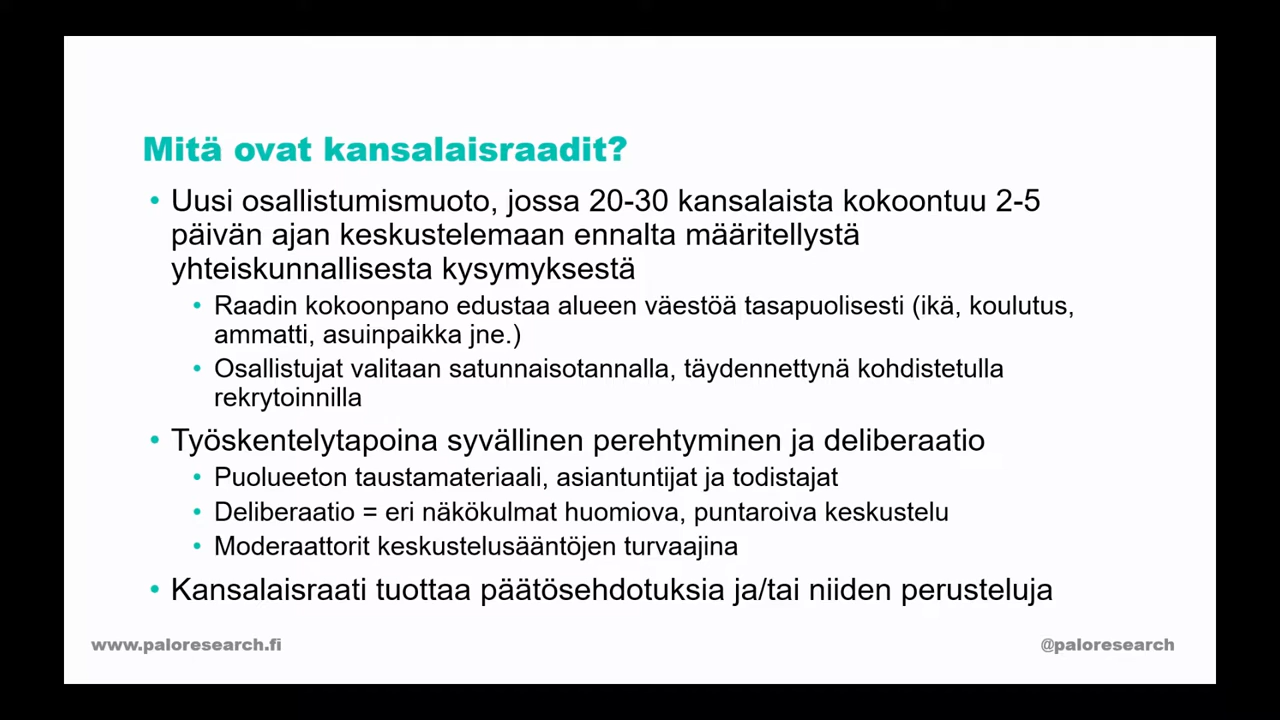 Mitä ovat kansalaisraadit?
• Uusi osallistumismuoto, jossa 20-30 kansalaista kokoontuu 2-5
päivän ajan keskustelemaan ennalta määritellystä
yhteiskunnallisesta kysymyksestä
• Raadin kokoonpano edustaa alueen väestöä tasapuolisesti (ikä, koulutus,
ammatti, asuinpaikka jne.)
• Osallistujat valitaan satunnaisotannalla, täydennettynä kohdistetulla
rekrytoinnilla
• Työskentelytapoina syvällinen perehtyminen ja deliberaatio
• Puolueeton taustamateriaali, asiantuntijat ja todistajat
• Deliberaatio = eri näkökulmat huomiova, puntaroiva keskustelu
• Moderaattorit keskustelusääntöjen turvaajina
• Kansalaisraati tuottaa päätösehdotuksia ja/tai niiden perusteluja
www.paloresearch.fi
@paloresearch